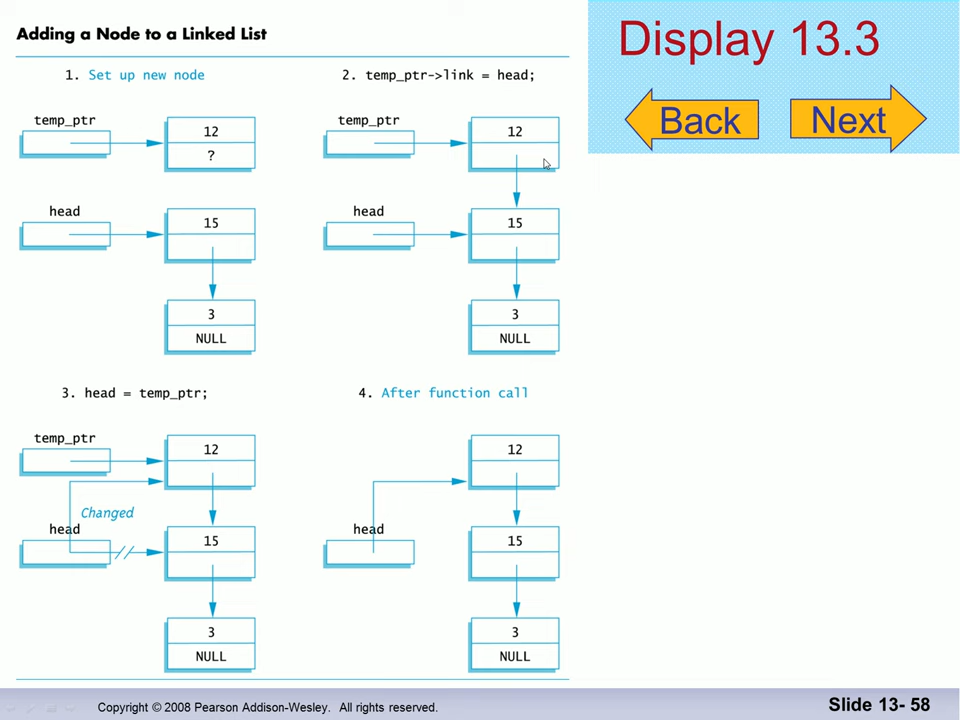 Adding a Node to a Linked List
Display 13.3
Back
Next
1. Set up new node
temp_ptr
12
?
head
15
3
NULL
2. temp_ptr->link = head;
temp_ptr
12
head
15
3
NULL
3. head = temp_ptr;
temp_ptr
12
Changed
head
15
3
NULL
4. After function call
12
head
15
3
NULL
Copyright © 2008 Pearson Addison-Wesley. All rights reserved.
Slide 13- 58